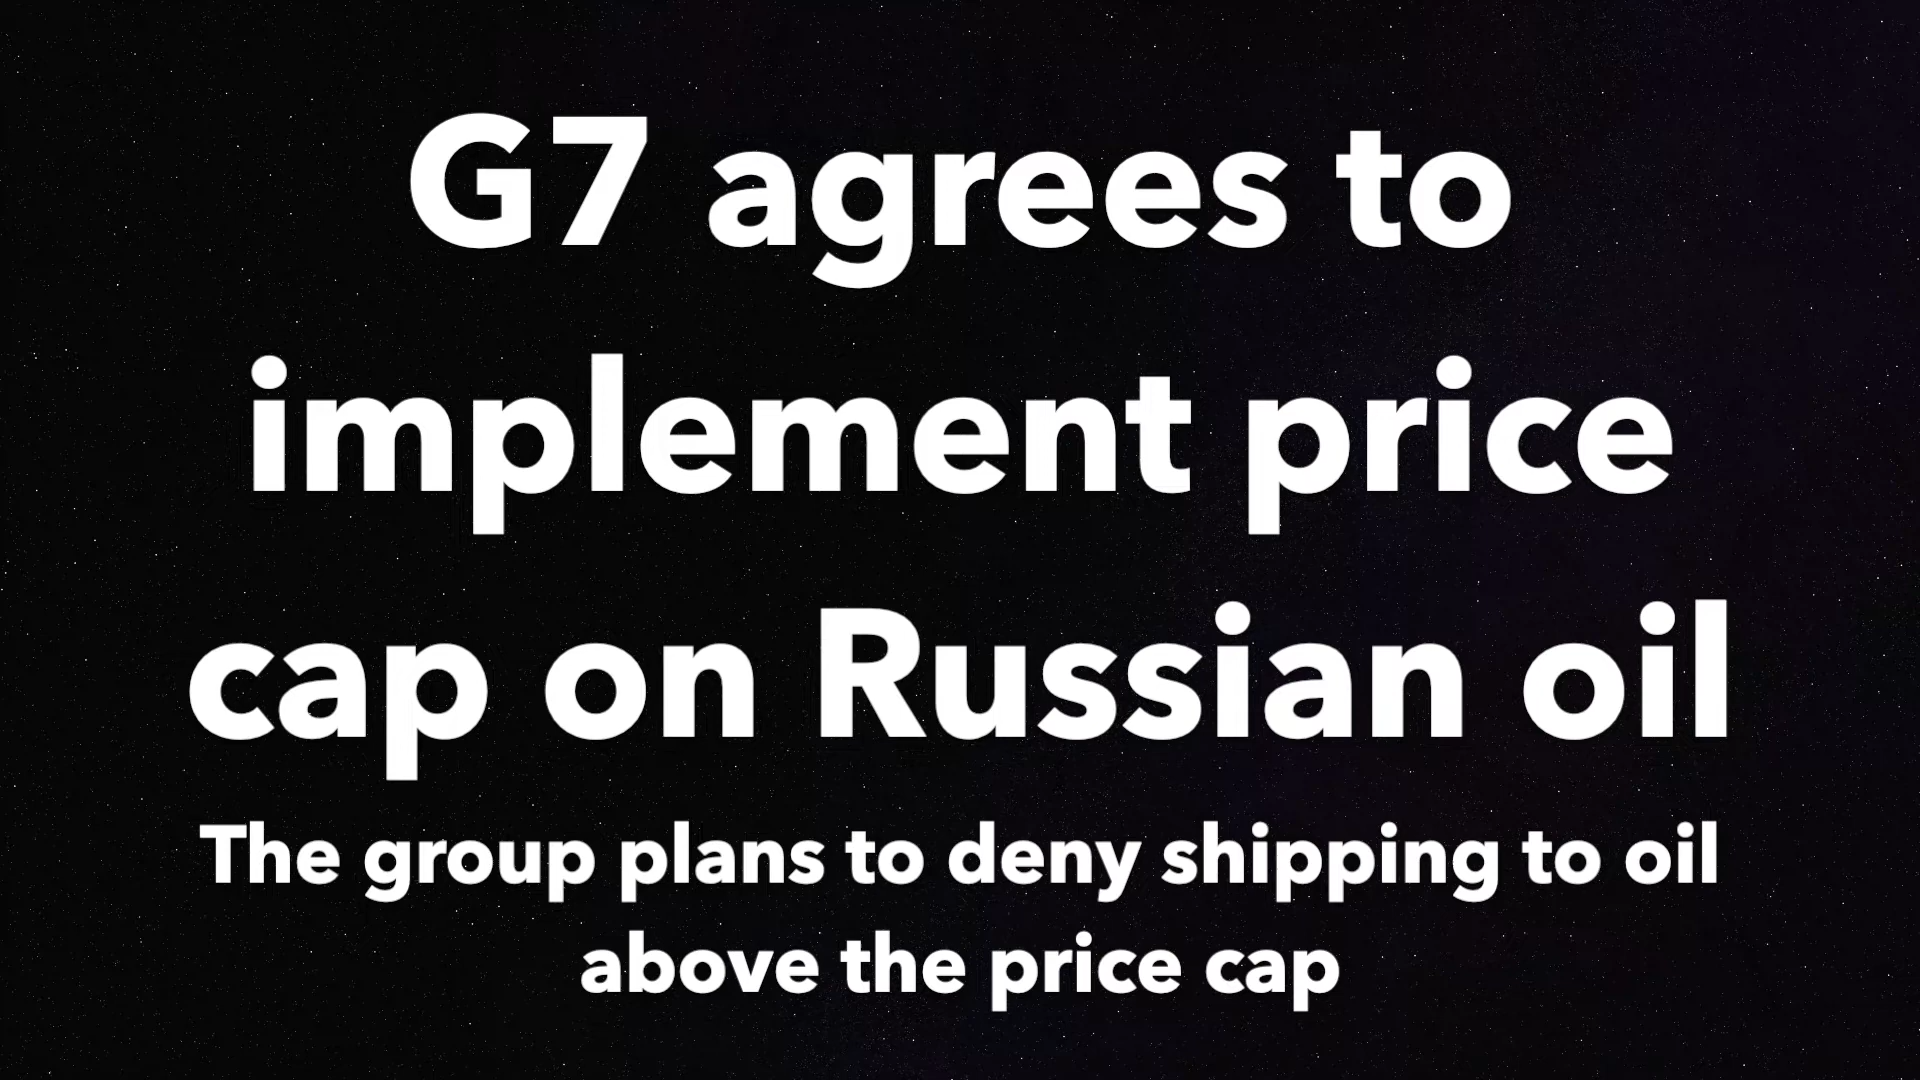 G7 agrees to
implement price
cap on Russian oil
The group plans to deny shipping to oil
above the price cap